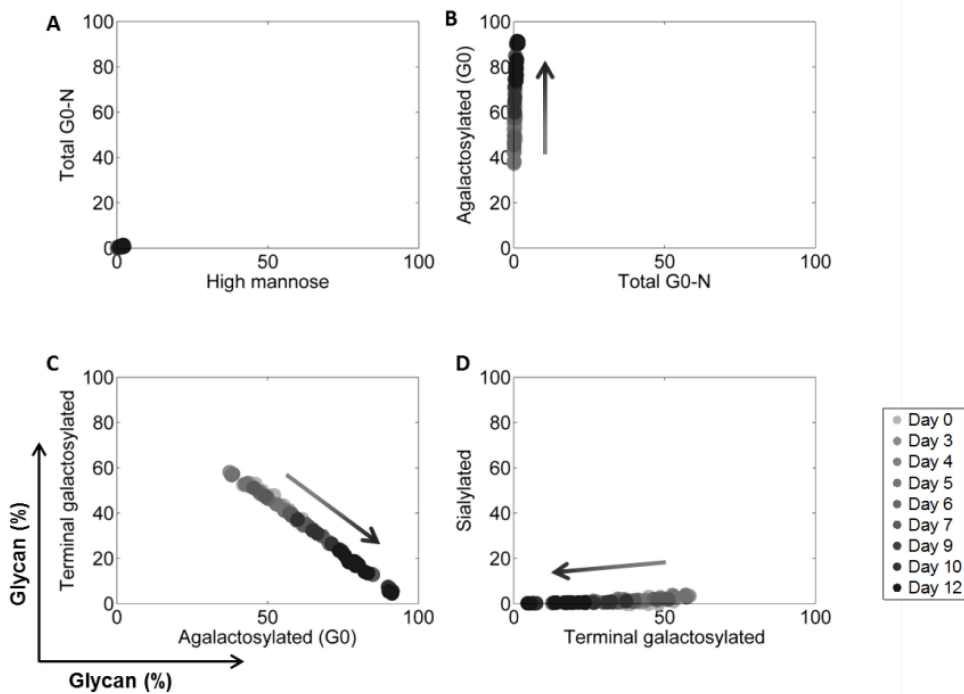 A
100
80
60
40
20
0
Total G0-N
0
50
100
High mannose
B
100
80
60
40
20
0
Agalactosylated (G0)
0
50
100
Total G0-N
C
100
80
60
40
20
0
Terminal galactosylated
0
50
100
Agalactosylated (G0)
D
100
80
60
40
20
0
Sialylated
0
50
100
Terminal galactosylated
Day 0
Day 3
Day 4
Day 5
Day 6
Day 7
Day 9
Day 10
Day 12
Glycan (%)
Glycan (%)